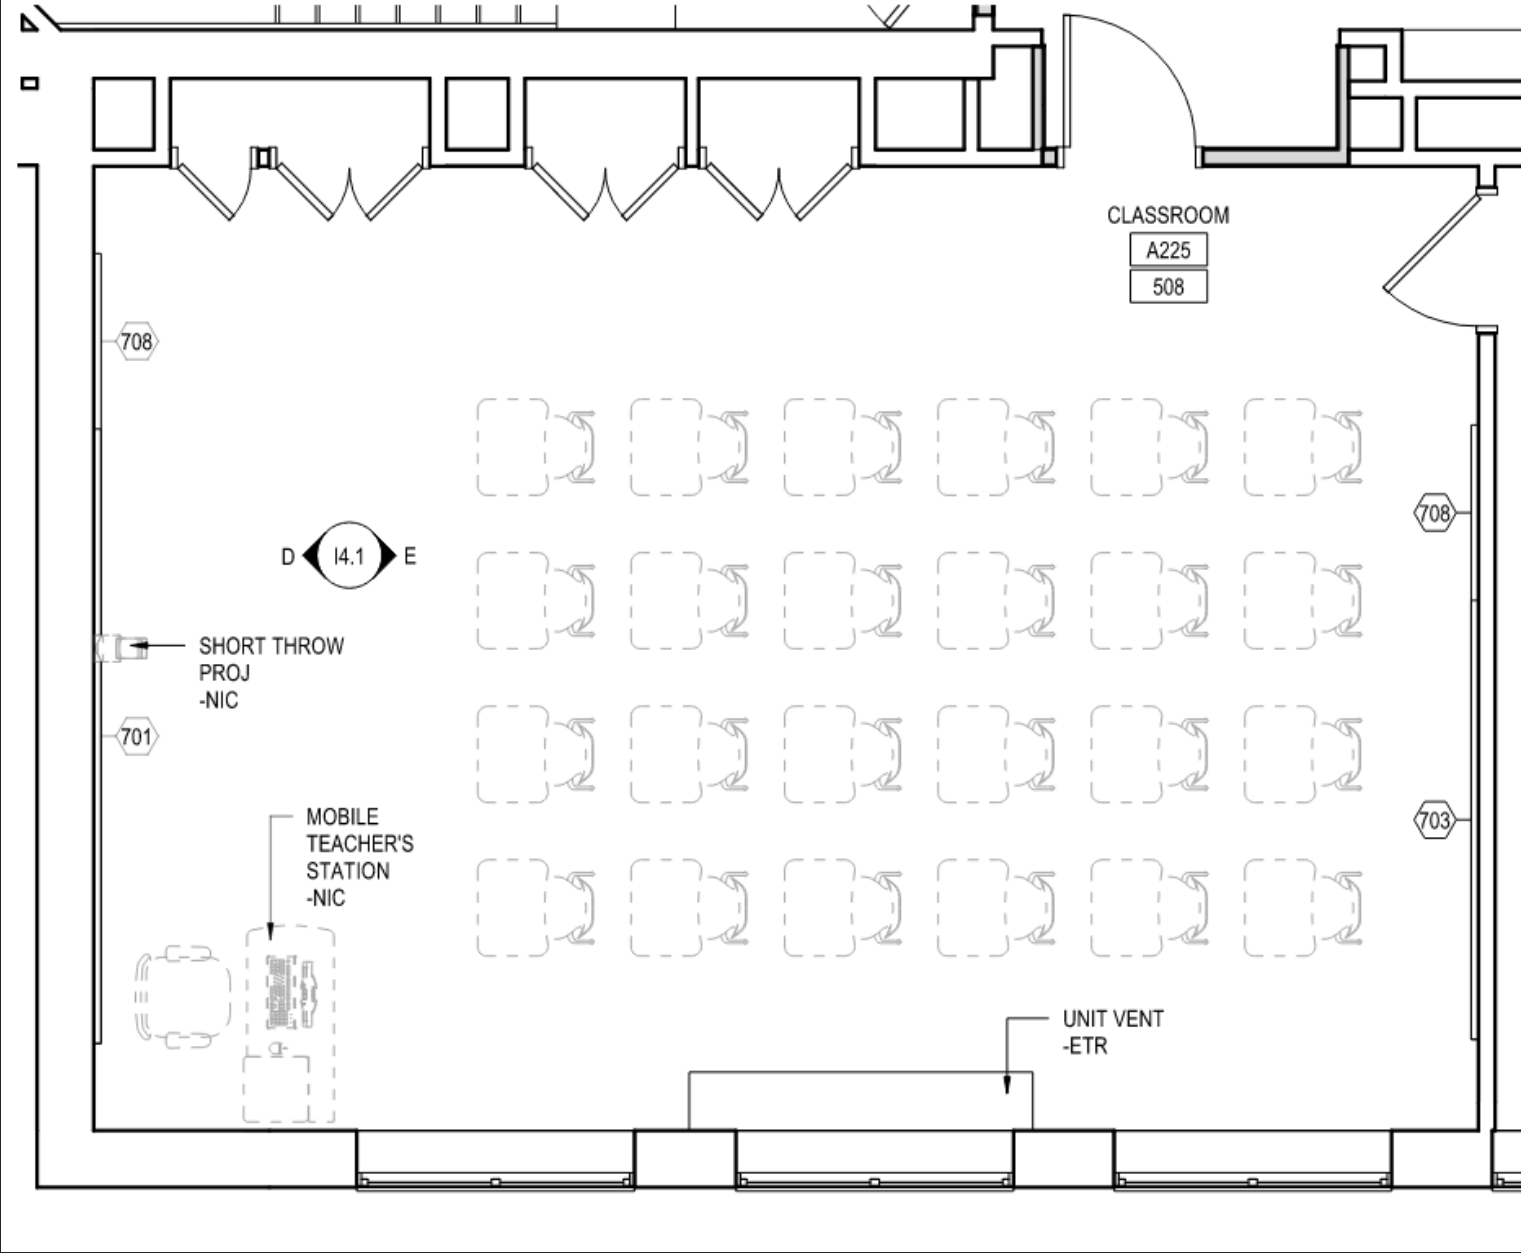 CLASSROOM
A225
508
708
708
D I4.1 E
SHORT THROW
PROJ
-NIC
701
MOBILE
TEACHER'S
STATION
-NIC
703
UNIT VENT
-ETR